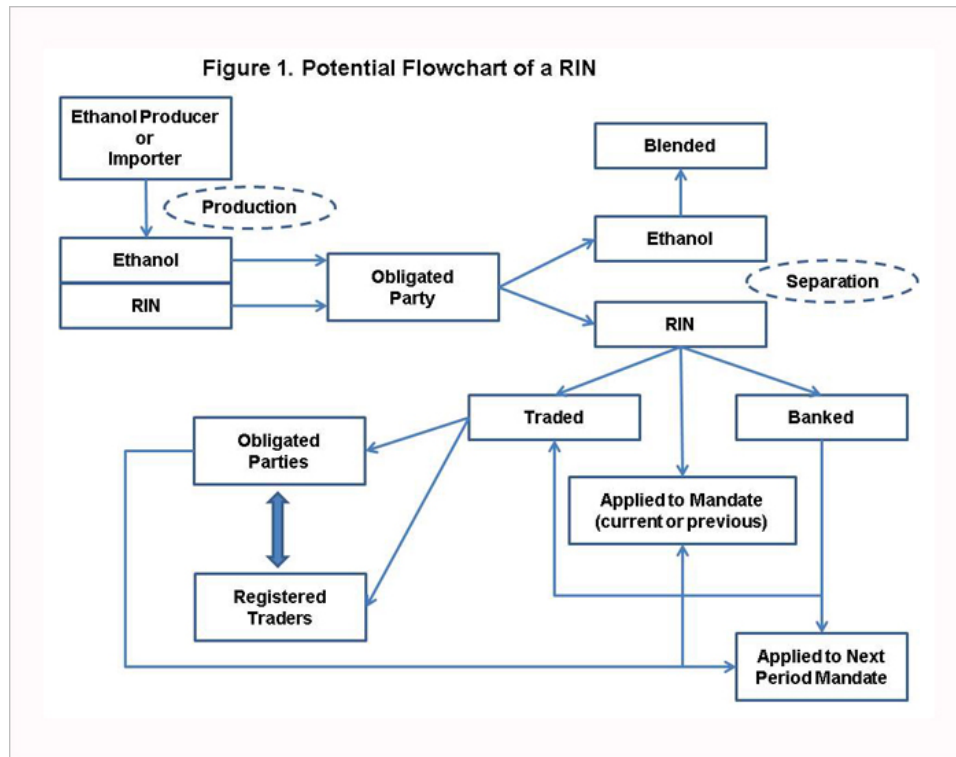 Figure 1. Potential Flowchart of a RIN
Ethanol Producer
or
Importer
Production
Blended
Ethanol
RIN
Obligated
Party
Ethanol
Separation
RIN
Traded
Banked
Obligated
Parties
Applied to Mandate
(current or previous)
Registered
Traders
Applied to Next
Period Mandate